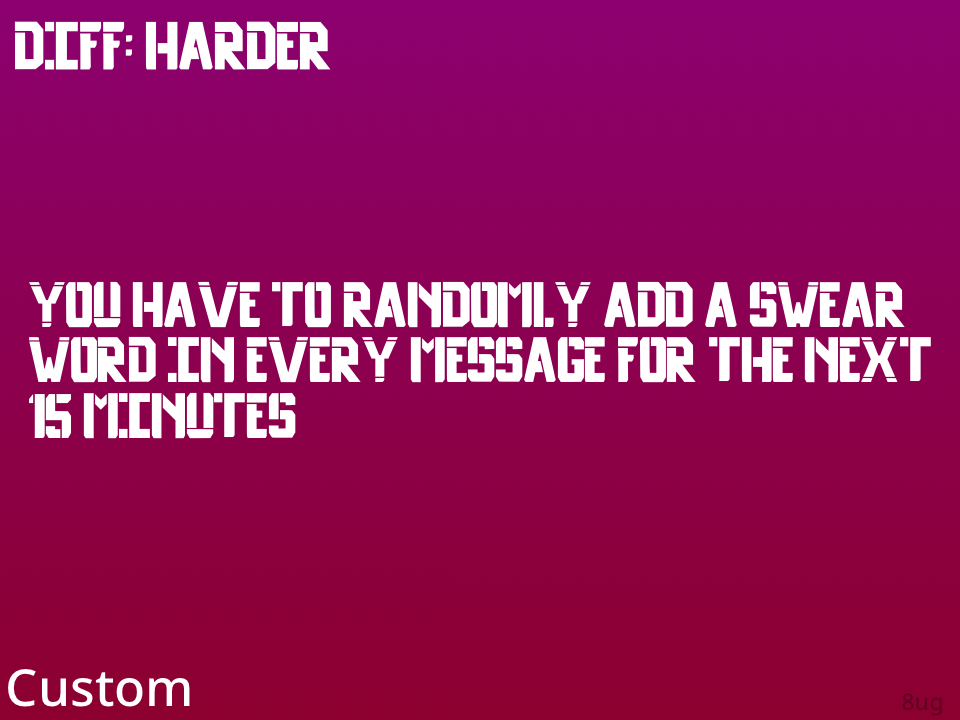 DIFF: HARDER
YOU HAVE TO RANDOMLY ADD A SWEAR
WORD IN EVERY MESSAGE FOR THE NEXT
15 MINUTES
Custom
8ug